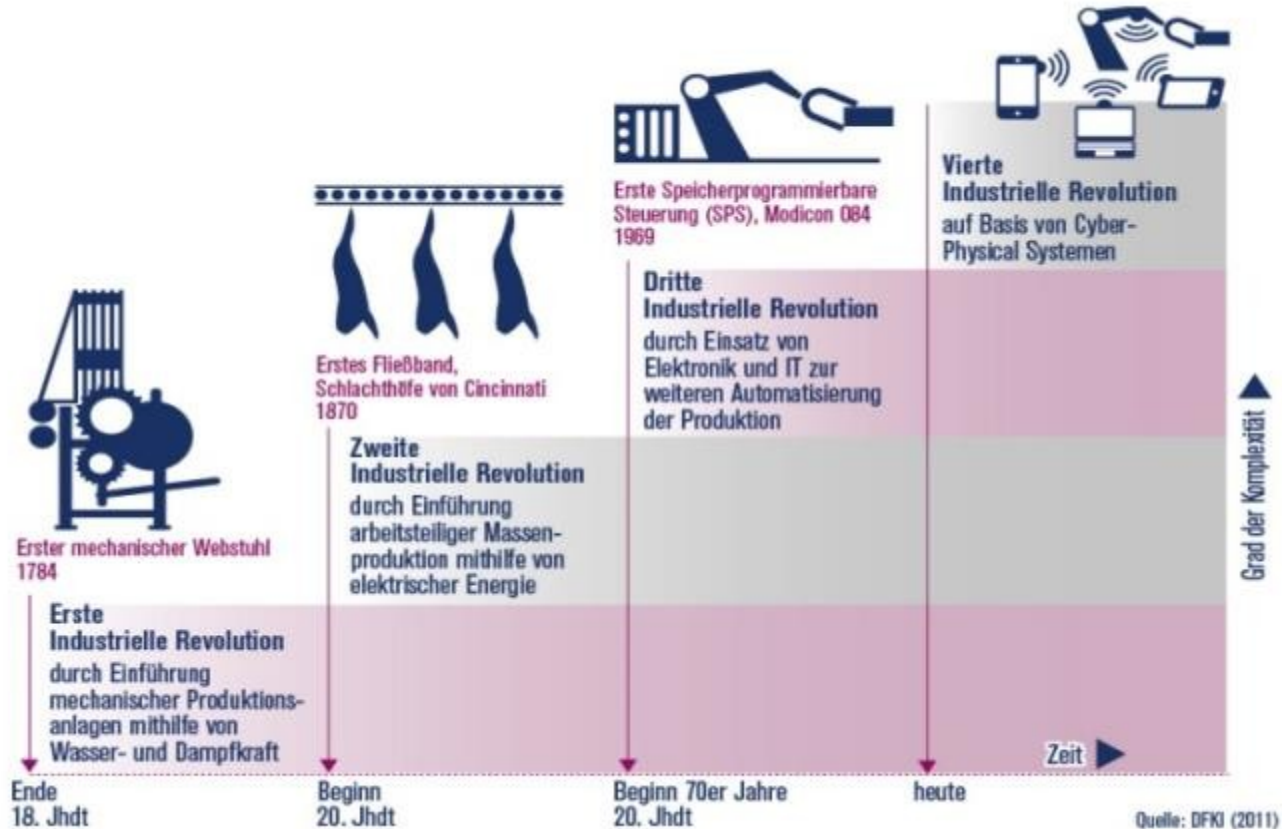 Erster mechanischer Webstuhl
1784
Erste
Industrielle Revolution
durch Einführung
mechanischer Produktions-
anlagen mithilfe von
Wasser- und Dampfkraft
Ende
18. Jhdt
Erstes Fließband,
Schlachthöfe von Cincinnati
1870
Zweite
Industrielle Revolution
durch Einführung
arbeitsteiliger Massen-
produktion mithilfe von
elektrischer Energie
Beginn
20. Jhdt
Erste Speicherprogrammierbare
Steuerung (SPS), Modicon 084
1969
Dritte
Industrielle Revolution
durch Einsatz von
Elektronik und IT zur
weiteren Automatisierung
der Produktion
Beginn 70er Jahre
20. Jhdt
Vierte
Industrielle Revolution
auf Basis von Cyber-
Physical Systemen
heute
Zeit
Grad der Komplexität
Quelle: DFKI (2011)